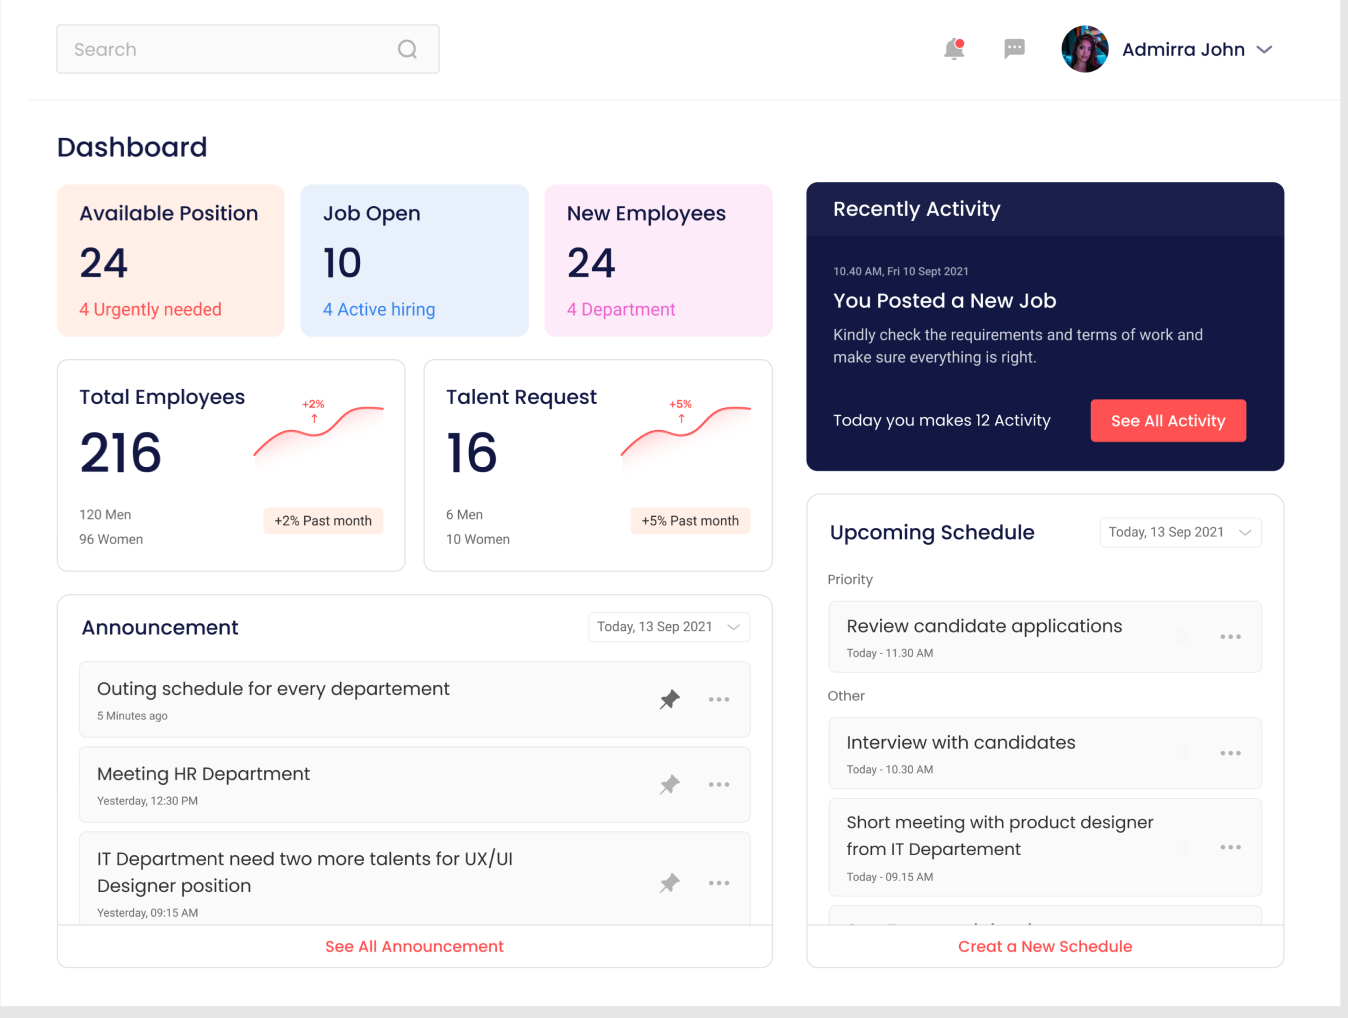 Search
Admirra John
Dashboard
Available Position
24
4 Urgently needed
Job Open
10
4 Active hiring
New Employees
24
4 Department
Total Employees
216
+2%
↑
120 Men
96 Women
+2% Past month
Talent Request
16
+5%
↑
6 Men
10 Women
+5% Past month
Announcement
Today, 13 Sep 2021
Outing schedule for every departement
5 Minutes ago
Meeting HR Department
Yesterday, 12:30 PM
IT Department need two more talents for UX/UI
Designer position
Yesterday, 09:15 AM
See All Announcement
Recently Activity
10.40 AM, Fri 10 Sept 2021
You Posted a New Job
Kindly check the requirements and terms of work and
make sure everything is right.
Today you makes 12 Activity
See All Activity
Upcoming Schedule
Today, 13 Sep 2021
Priority
Review candidate applications
Today - 11.30 AM
Other
Interview with candidates
Today - 10.30 AM
Short meeting with product designer
from IT Departement
Today - 09.15 AM
Creat a New Schedule